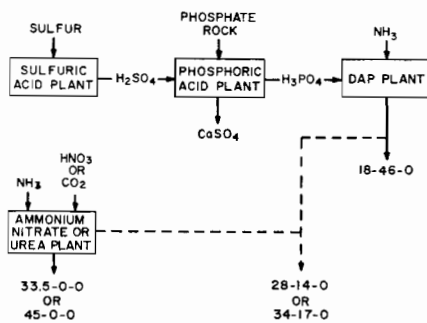 SULFUR
PHOSPHATE
ROCK
NH3
SULFURIC
ACID PLANT
H2SO4
PHOSPHORIC
ACID PLANT
H3PO4
DAP PLANT
CaSO4
18-46-0
HNO3
OR
CO2
NH3
AMMONIUM
NITRATE OR
UREA PLANT
33.5-0-0
OR
45-0-0
28-14-0
OR
34-17-0